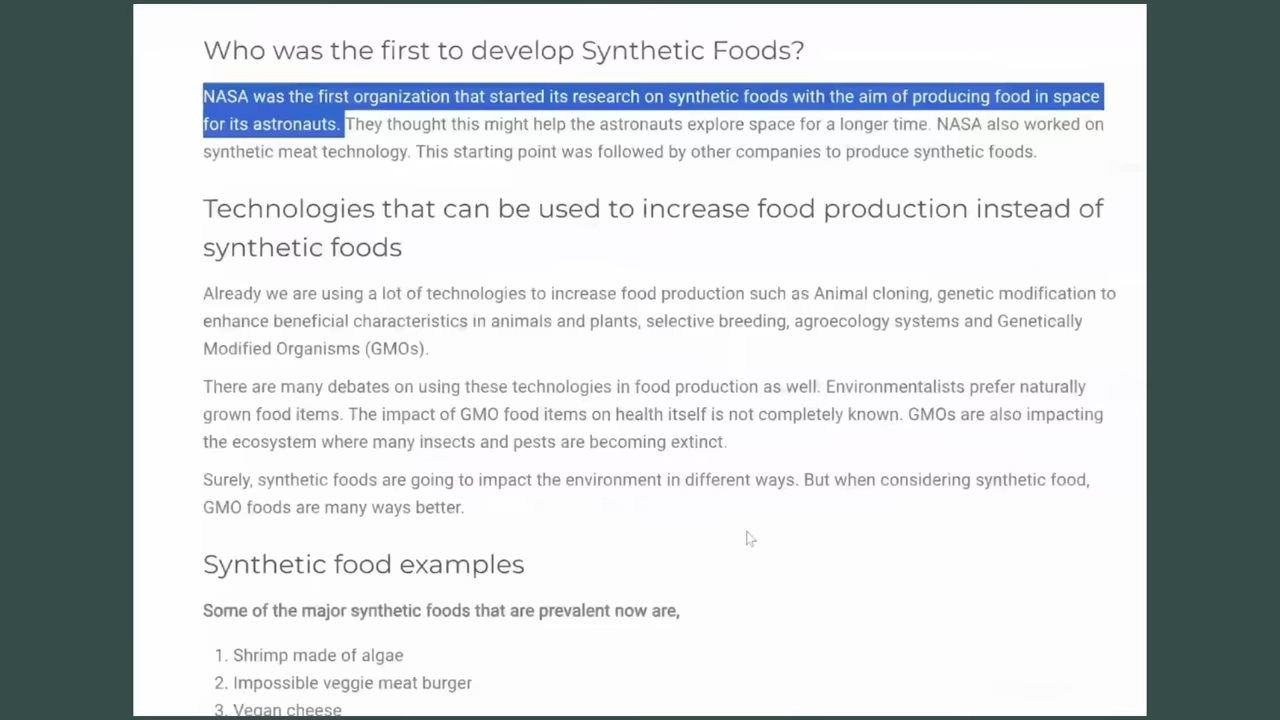 Who was the first to develop Synthetic Foods?
NASA was the first organization that started its research on synthetic foods with the aim of producing food in space
for its astronauts. They thought this might help the astronauts explore space for a longer time. NASA also worked on
synthetic meat technology. This starting point was followed by other companies to produce synthetic foods.
Technologies that can be used to increase food production instead of
synthetic foods
Already we are using a lot of technologies to increase food production such as Animal cloning, genetic modification to
enhance beneficial characteristics in animals and plants, selective breeding, agroecology systems and Genetically
Modified Organisms (GMOs).
There are many debates on using these technologies in food production as well. Environmentalists prefer naturally
grown food items. The impact of GMO food items on health itself is not completely known. GMOs are also impacting
the ecosystem where many insects and pests are becoming extinct.
Surely, synthetic foods are going to impact the environment in different ways. But when considering synthetic food,
GMO foods are many ways better.
Synthetic food examples
Some of the major synthetic foods that are prevalent now are,
1. Shrimp made of algae
2. Impossible veggie meat burger
3. Vegan cheese